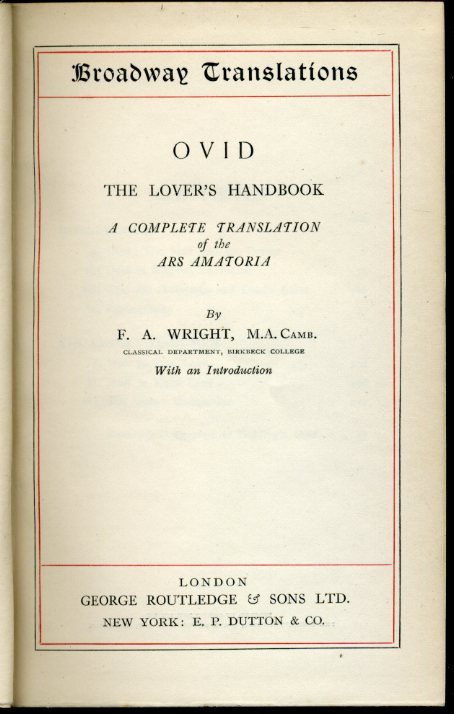 Broadway Translations
OVID
THE LOVER'S HANDBOOK
A COMPLETE TRANSLATION
of the
ARS AMATORIA
By
F. A. WRIGHT, M.A. CAMB.
CLASSICAL DEPARTMENT, BIRKBECK COLLEGE
With an Introduction
LONDON
GEORGE ROUTLEDGE & SONS LTD.
NEW YORK: E. P. DUTTON & CO.